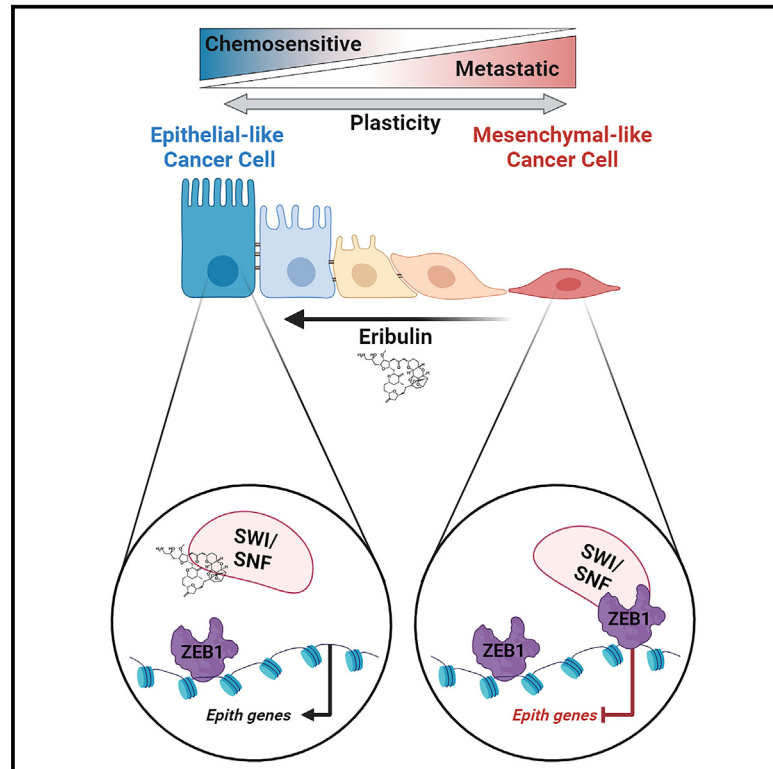 Chemosensitive
Metastatic
Plasticity
Epithelial-like
Cancer Cell
Mesenchymal-like
Cancer Cell
Eribulin
SWI/
SNF
ZEB1
Epith genes
SWI/
SNF
ZEB1
ZEB1
Epith genes